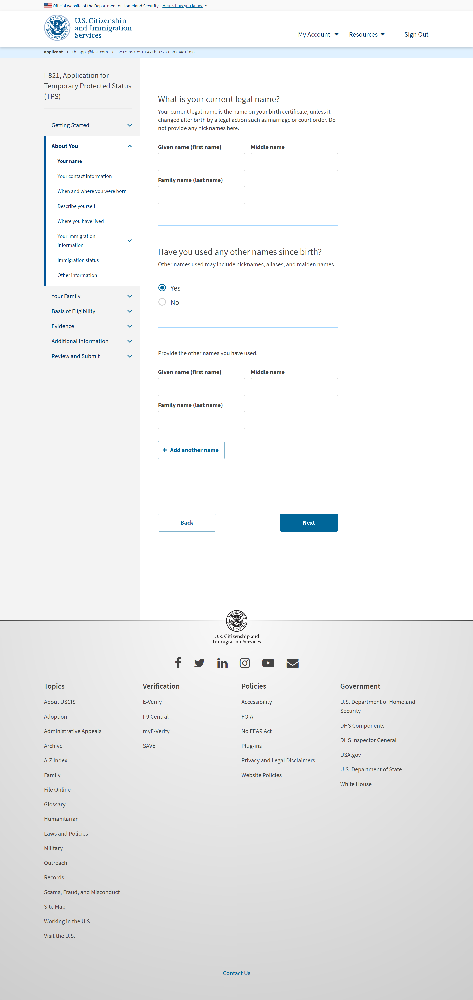 Official website of the Department of Homeland Security Here's how you know
U.S. DEPARTMENT OF HOMELAND SECURITY
U.S. Citizenship
and Immigration
Services
My Account Resources Sign Out
applicant tb_app1@test.com ac375b57-e510-421b-9723-65b2b4e1f356
I-821, Application for
Temporary Protected Status
(TPS)
Getting Started
About You
Your name
Your contact information
When and where you were born
Describe yourself
Where you have lived
Your immigration
information
Immigration status
Other information
Your Family
Basis of Eligibility
Evidence
Additional Information
Review and Submit
What is your current legal name?
Your current legal name is the name on your birth certificate, unless it
changed after birth by a legal action such as marriage or court order. Do
not provide any nicknames here.
Given name (first name) Middle name
Family name (last name)
Have you used any other names since birth?
Other names used may include nicknames, aliases, and maiden names.
Yes
No
Provide the other names you have used.
Given name (first name) Middle name
Family name (last name)
Add another name
Back Next
U.S. DEPARTMENT OF HOMELAND SECURITY
U.S. Citizenship and
Immigration Services
Topics
About USCIS
Adoption
Administrative Appeals
Archive
A-Z Index
Family
File Online
Glossary
Humanitarian
Laws and Policies
Military
Outreach
Records
Scams, Fraud, and Misconduct
Site Map
Working in the U.S.
Visit the U.S.
Verification
E-Verify
I-9 Central
myE-Verify
SAVE
Policies
Accessibility
FOIA
No FEAR Act
Plug-ins
Privacy and Legal Disclaimers
Website Policies
Government
U.S. Department of Homeland
Security
DHS Components
DHS Inspector General
USA.gov
U.S. Department of State
White House
Contact Us